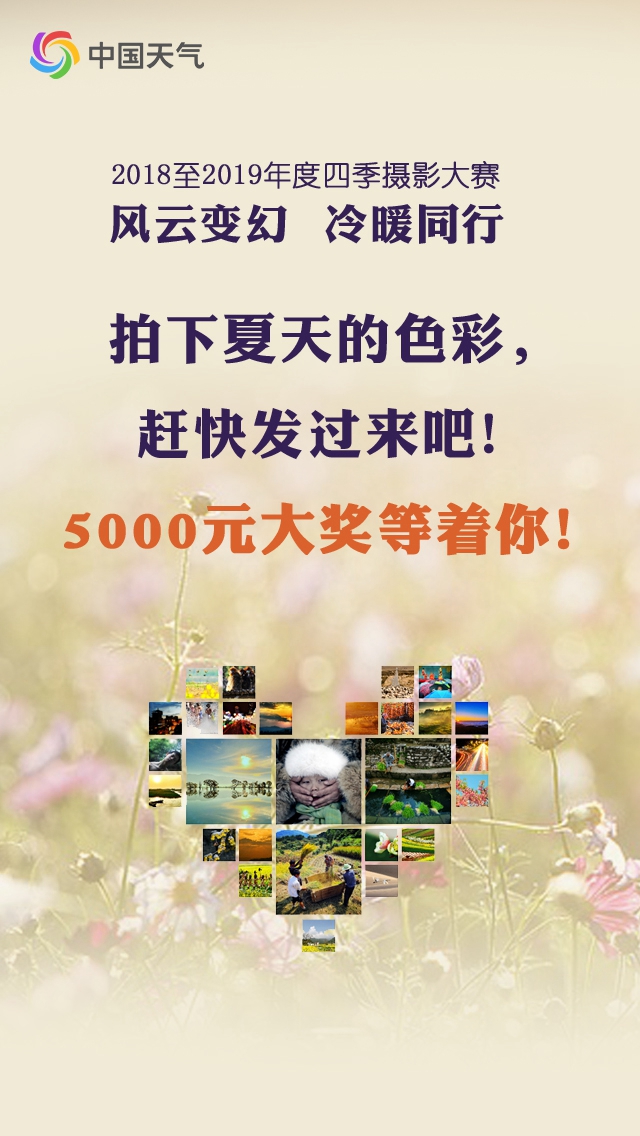 中国天气
2018至2019年度四季摄影大赛
风云变幻 冷暖同行
拍下夏天的色彩，
赶快发过来吧！
5000元大奖等着你！